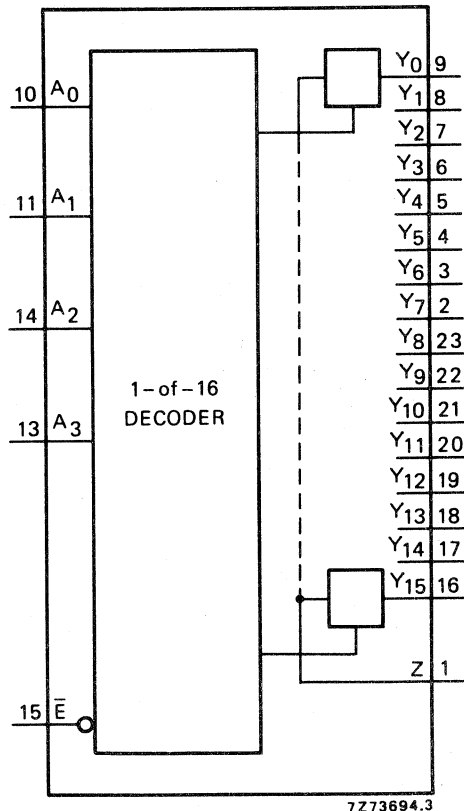 10 A0
11 A1
14 A2
13 A3
15 E̅
1-of-16
DECODER
Y0 9
Y1 8
Y2 7
Y3 6
Y4 5
Y5 4
Y6 3
Y7 2
Y8 23
Y9 22
Y10 21
Y11 20
Y12 19
Y13 18
Y14 17
Y15 16
Z 1
7Z73694.3